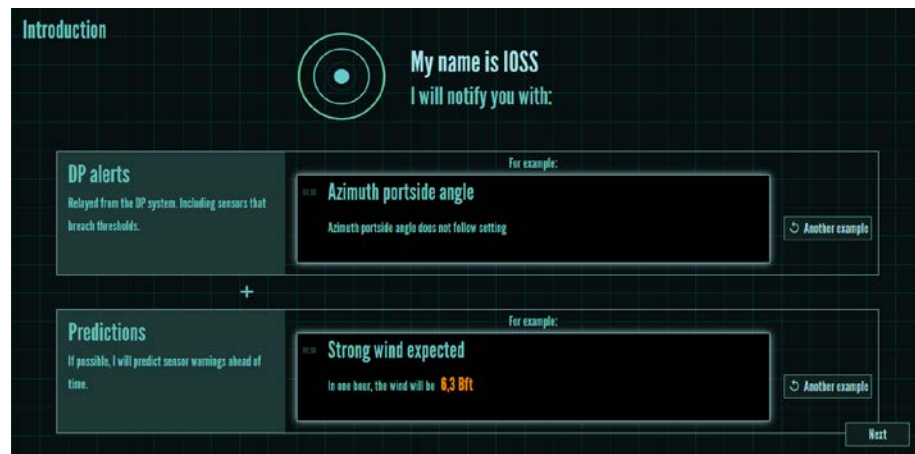 Introduction
My name is IOSS
I will notify you with:
DP alerts
Relayed from the DP system. Including sensors that
breach thresholds.
For example:
Azimuth portside angle
Azimuth portside angle does not follow setting
Another example
+
Predictions
If possible, I will predict sensor warnings ahead of
time.
For example:
Strong wind expected
In one hour, the wind will be 6,3 Bft
Another example
Next